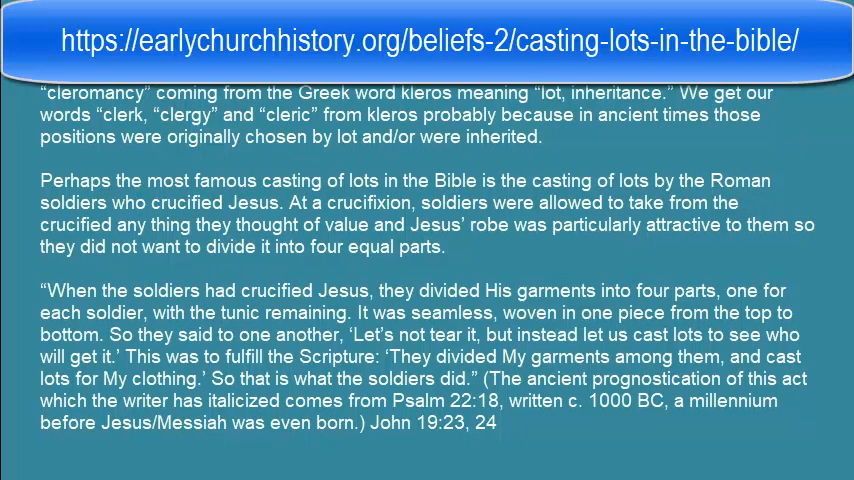 https://earlychurchhistory.org/beliefs-2/casting-lots-in-the-bible/
“cleromancy” coming from the Greek word kleros meaning “lot, inheritance.” We get our
words “clerk, “clergy” and “cleric” from kleros probably because in ancient times those
positions were originally chosen by lot and/or were inherited.
Perhaps the most famous casting of lots in the Bible is the casting of lots by the Roman
soldiers who crucified Jesus. At a crucifixion, soldiers were allowed to take from the
crucified any thing they thought of value and Jesus’ robe was particularly attractive to them so
they did not want to divide it into four equal parts.
“When the soldiers had crucified Jesus, they divided His garments into four parts, one for
each soldier, with the tunic remaining. It was seamless, woven in one piece from the top to
bottom. So they said to one another, ‘Let’s not tear it, but instead let us cast lots to see who
will get it.’ This was to fulfill the Scripture: ‘They divided My garments among them, and cast
lots for My clothing.’ So that is what the soldiers did.” (The ancient prognostication of this act
which the writer has italicized comes from Psalm 22:18, written c. 1000 BC, a millennium
before Jesus/Messiah was even born.) John 19:23, 24